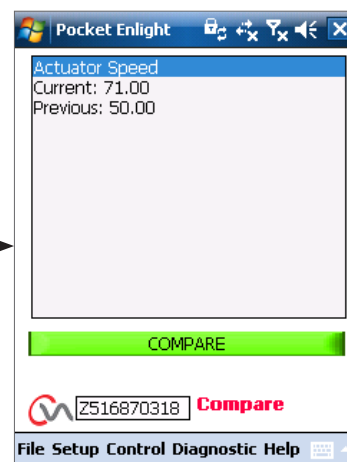 Pocket Enlight
Actuator Speed
Current: 71.00
Previous: 50.00
COMPARE
Z516870318 Compare
File Setup Control Diagnostic Help